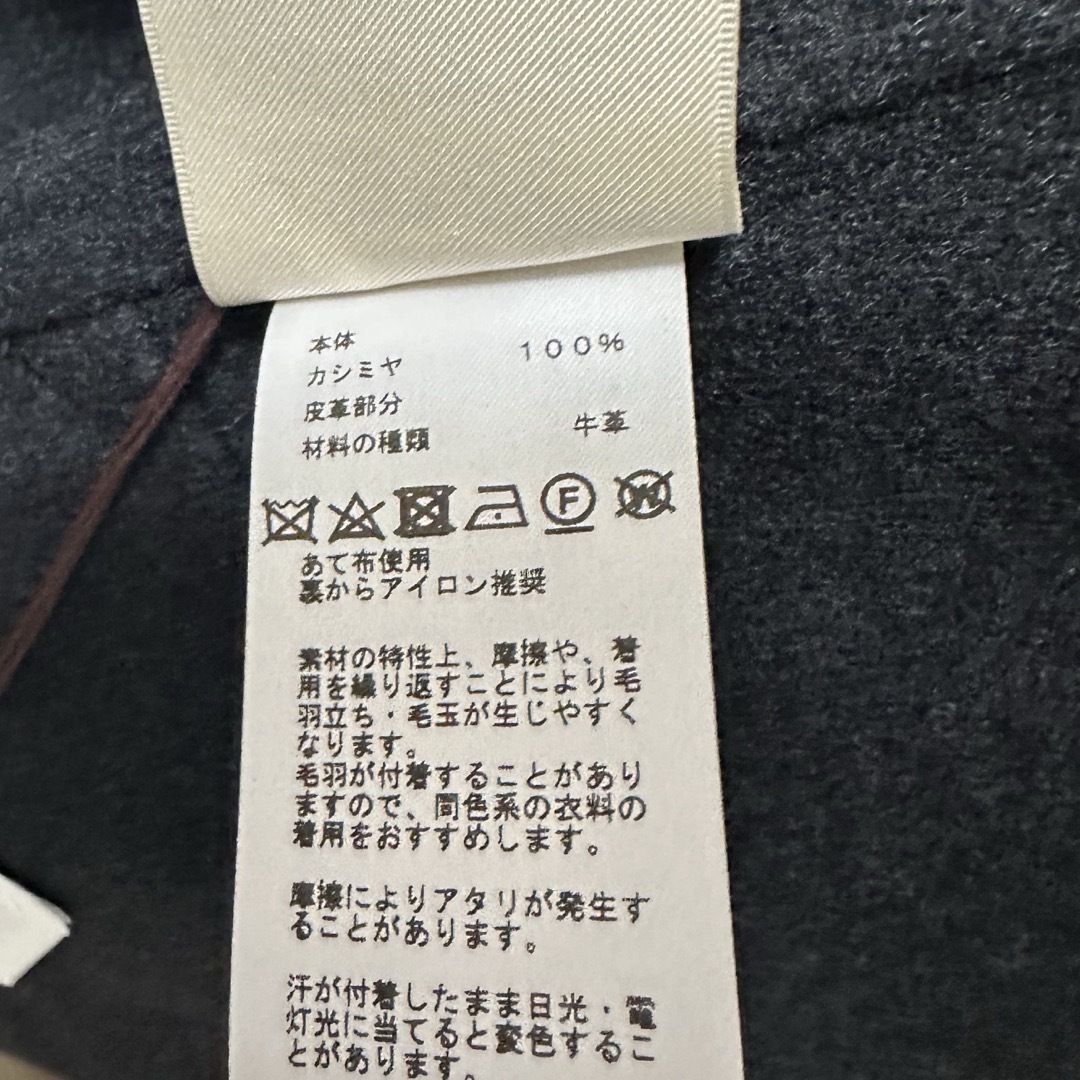 本体
カシミヤ 100%
皮革部分
材料の種類 牛革
F W
あて布使用
裏からアイロン推奨
素材の特性上、摩擦や、着
用を繰り返すことにより毛
羽立ち・毛玉が生じやすく
なります。
毛羽が付着することがあり
ますので、同色系の衣料の
着用をおすすめします。
摩擦によりアタリが発生す
ることがあります。
汗が付着したまま日光・電
灯光に当てると変色するこ
とがあります。